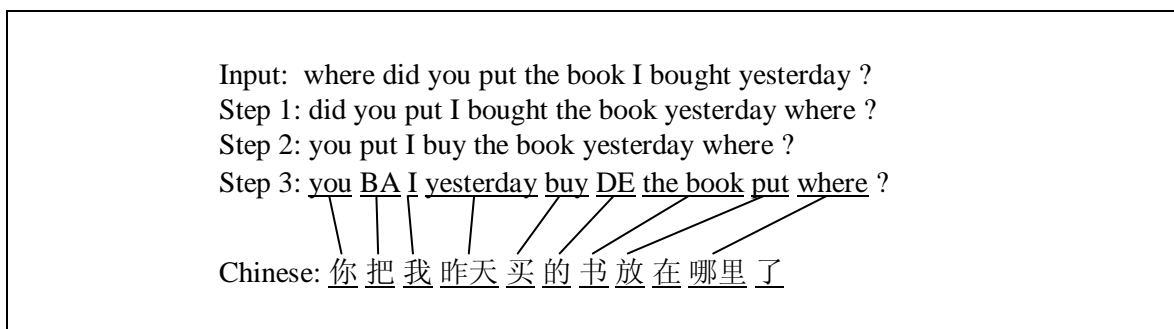 Input: where did you put the book I bought yesterday ?
Step 1: did you put I bought the book yesterday where ?
Step 2: you put I buy the book yesterday where ?
Step 3: you BA I yesterday buy DE the book put where ?
Chinese: 你 把 我 昨天 买 的 书 放 在 哪里 了